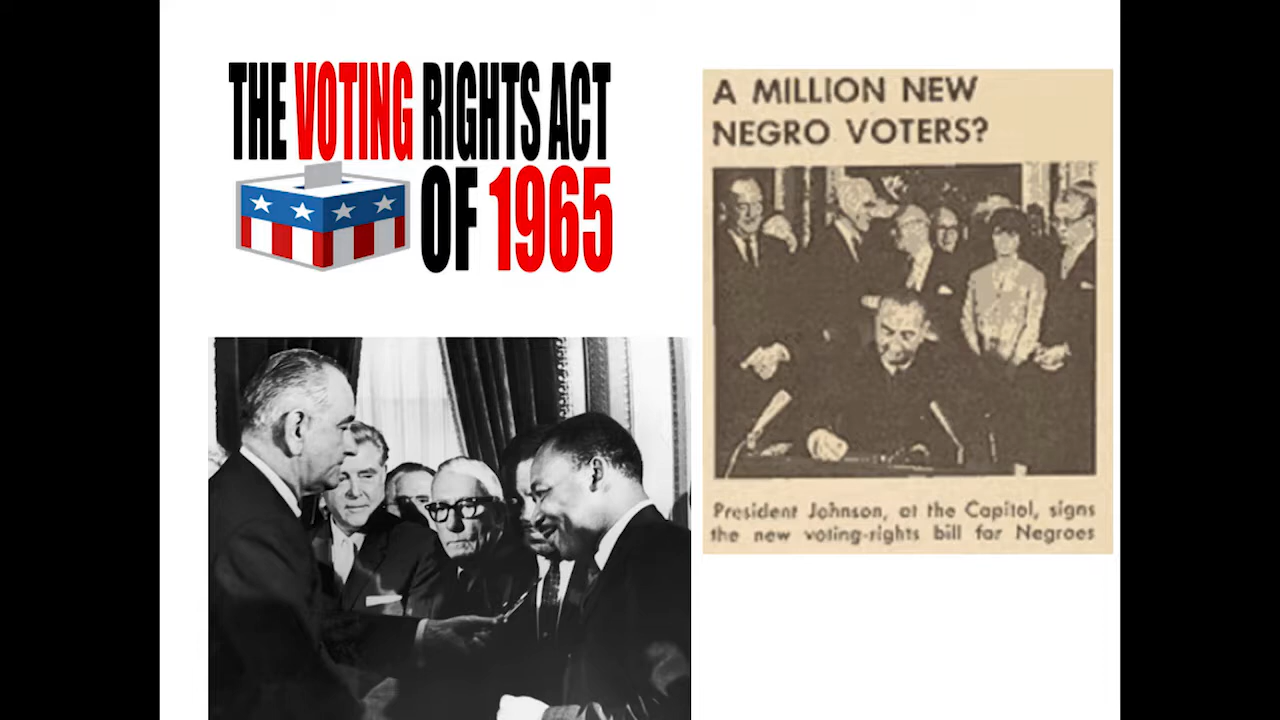 THE VOTING RIGHTS ACT
OF 1965
A MILLION NEW
NEGRO VOTERS?
President Johnson, at the Capitol, signs
the new voting-rights bill for Negroes